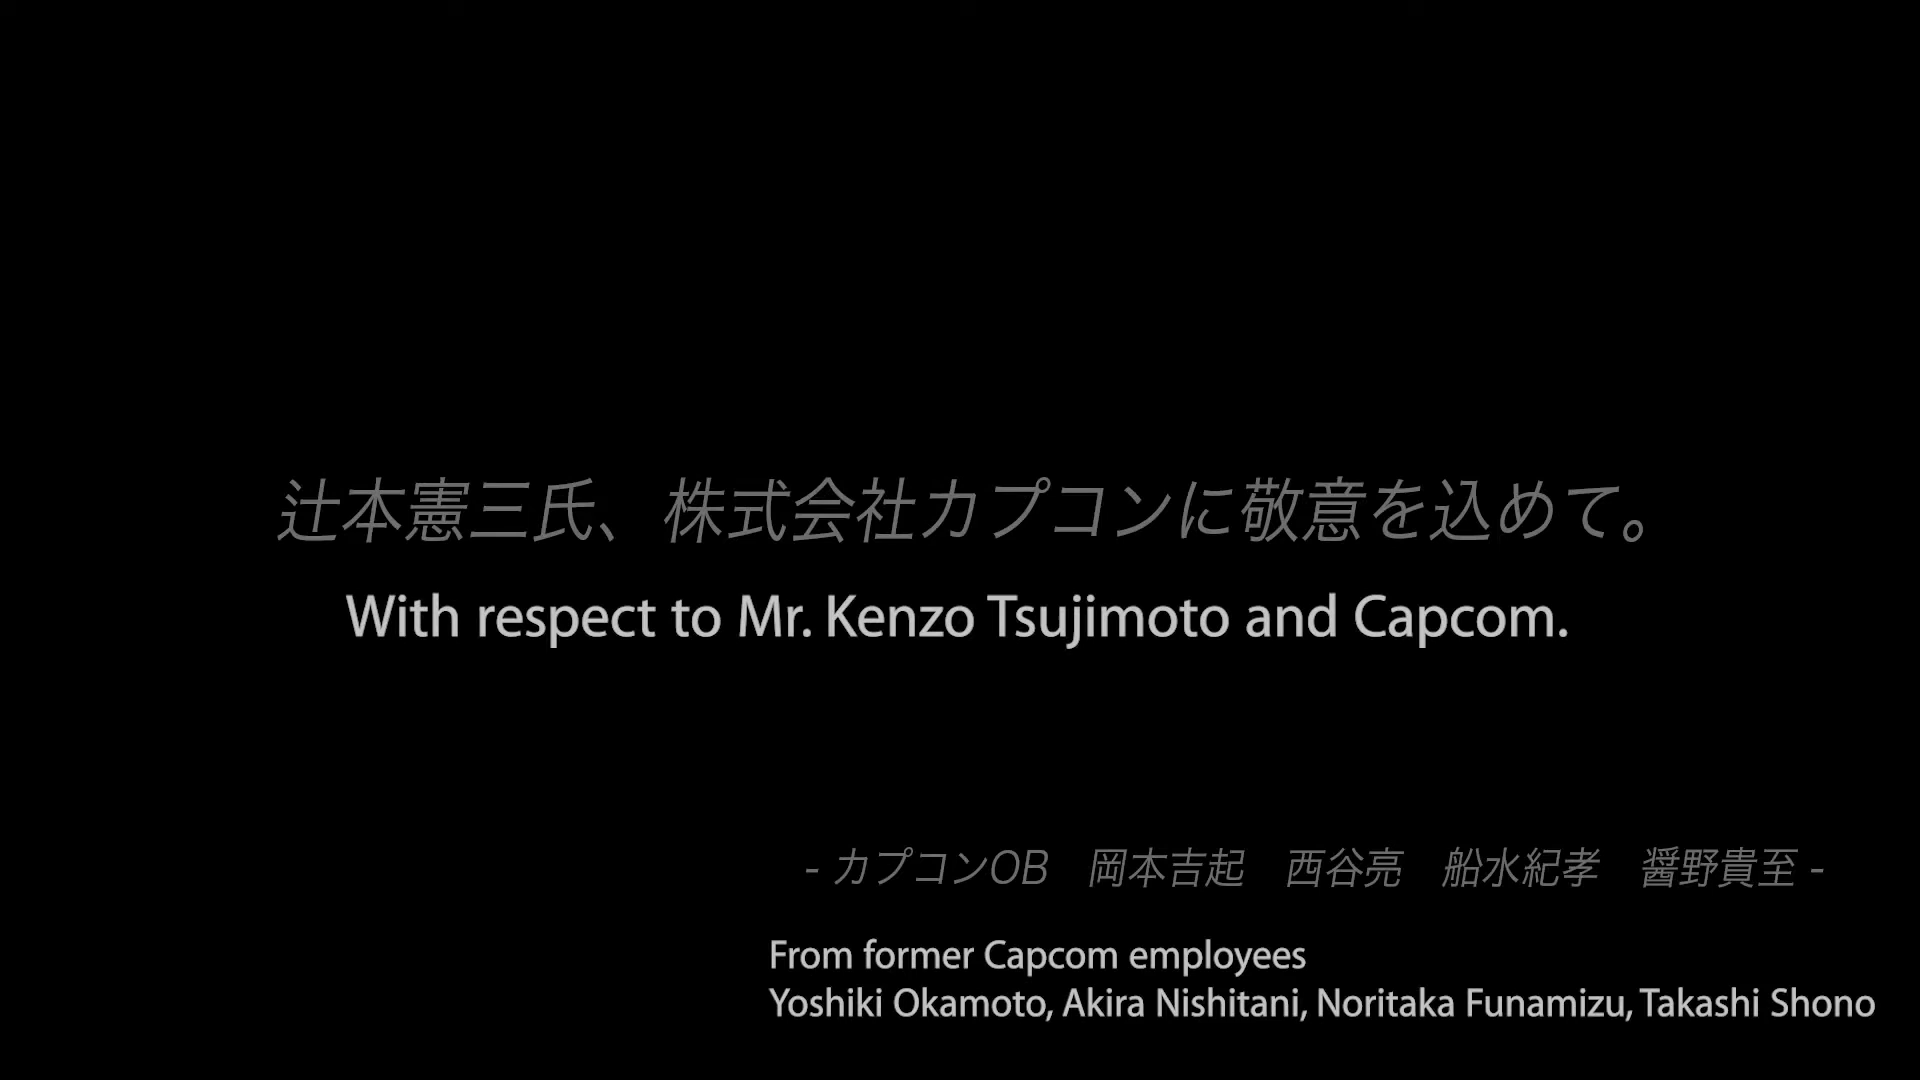 辻本憲三氏、株式会社カプコンに敬意を込めて。
With respect to Mr. Kenzo Tsujimoto and Capcom.
- カプコンOB　岡本吉起　西谷亮　船水紀孝　醤野貴至 -
From former Capcom employees
Yoshiki Okamoto, Akira Nishitani, Noritaka Funamizu, Takashi Shono